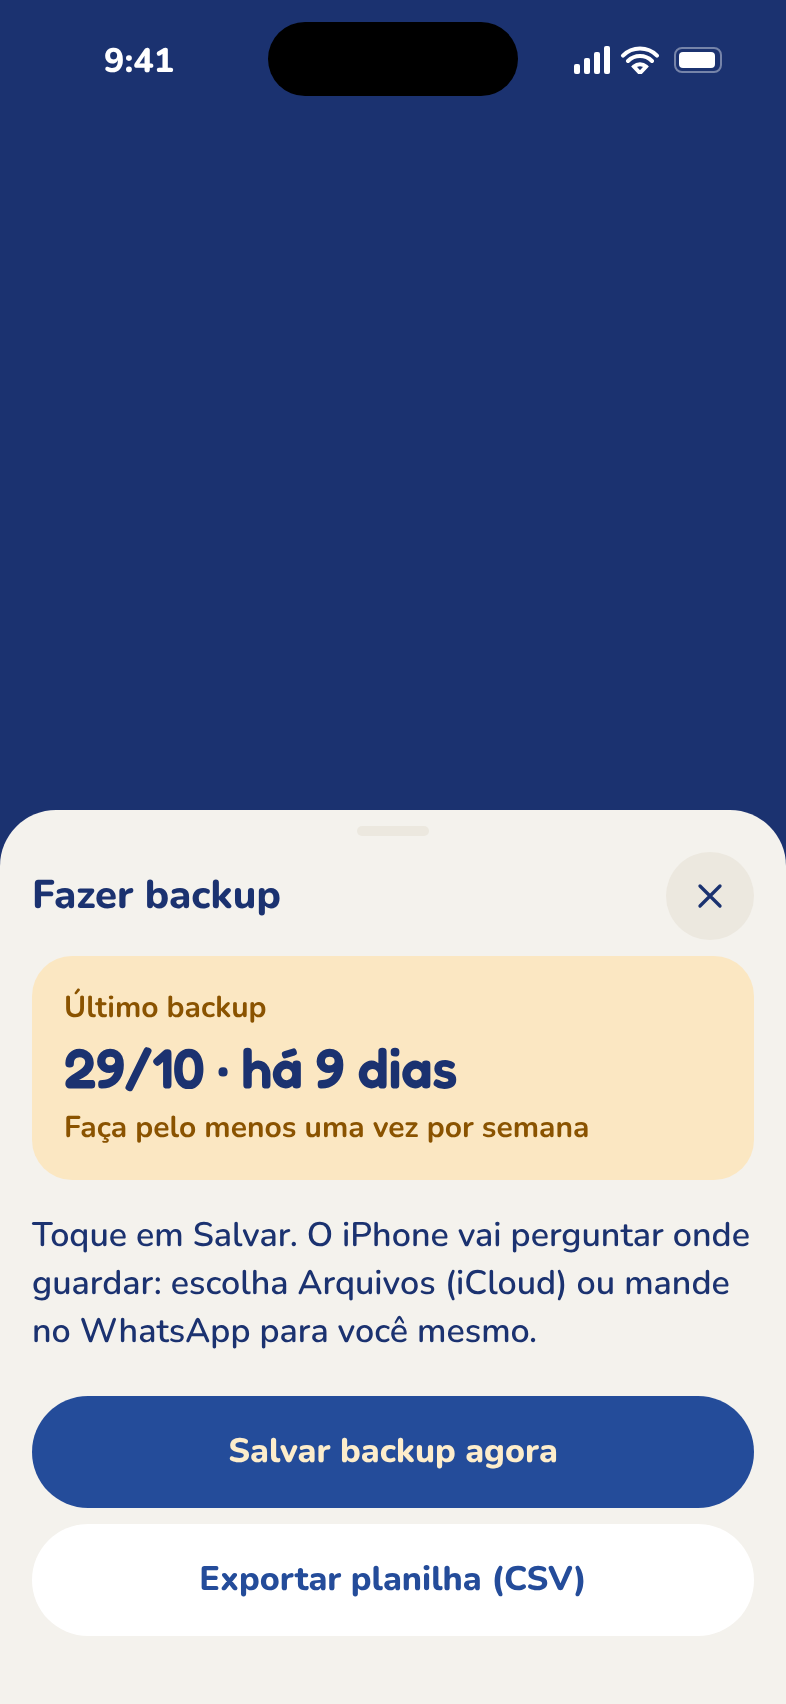 9:41
Fazer backup
Último backup
29/10 · há 9 dias
Faça pelo menos uma vez por semana
Toque em Salvar. O iPhone vai perguntar onde
guardar: escolha Arquivos (iCloud) ou mande
no WhatsApp para você mesmo.
Salvar backup agora
Exportar planilha (CSV)